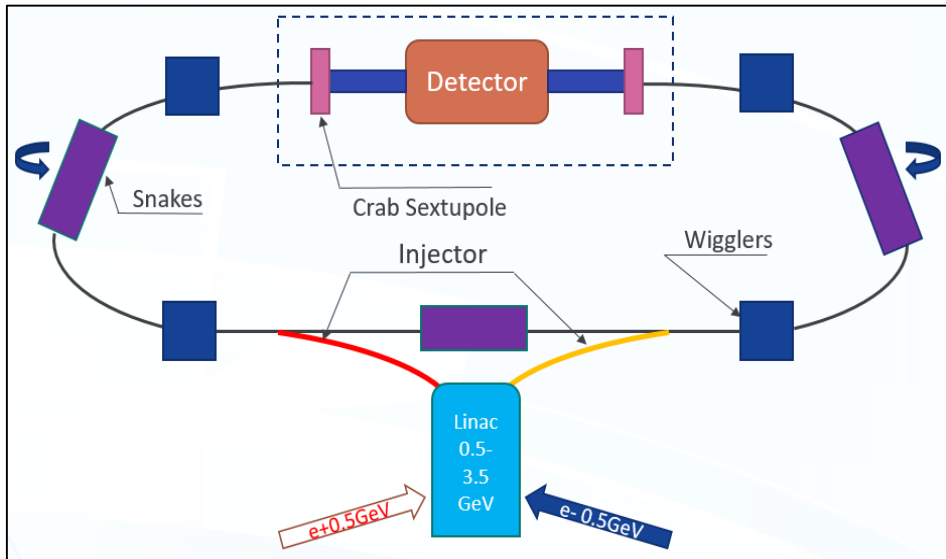 Detector
Snakes
Crab Sextupole
Wigglers
Injector
Linac
0.5-
3.5
GeV
e+0.5GeV
e- 0.5GeV